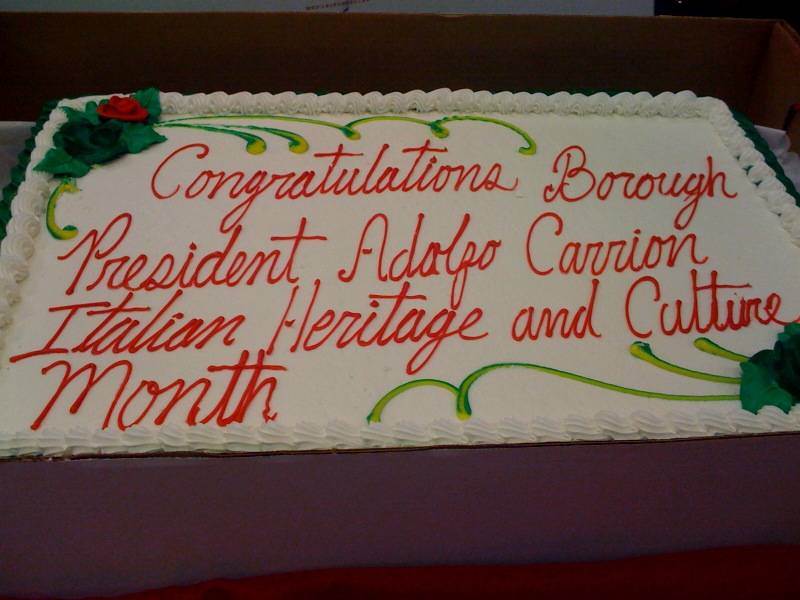 Congratulations Borough
President Adolfo Carrion
Italian Heritage and Culture
Month